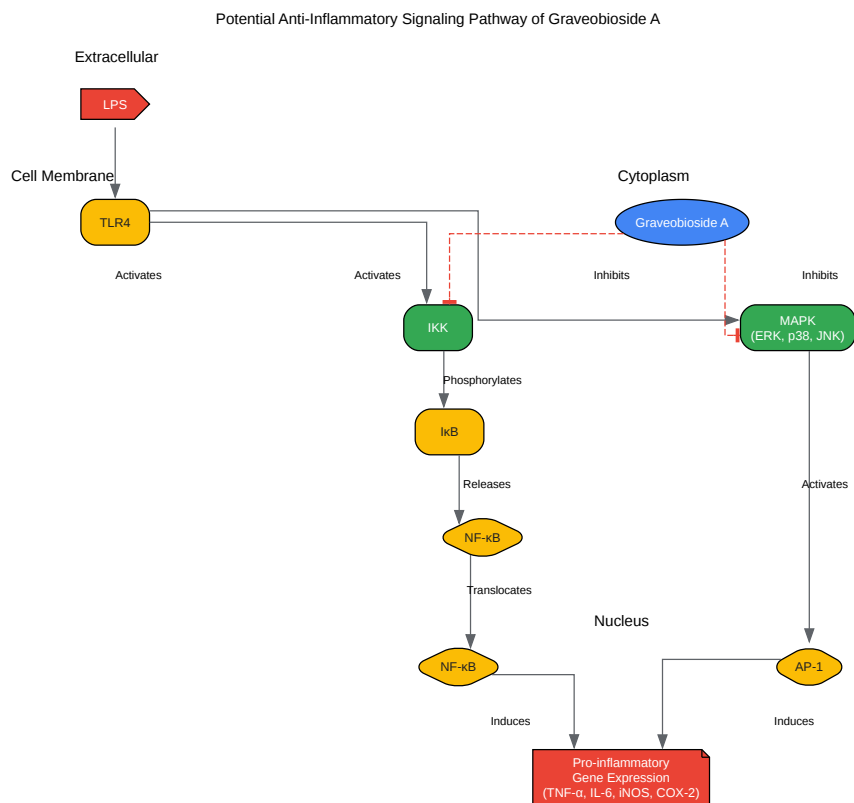 Potential Anti-Inflammatory Signaling Pathway of Graveobioside A
Extracellular
LPS
Cell Membrane
Cytoplasm
TLR4
Graveobioside A
Activates
Activates
Inhibits
Inhibits
IKK
MAPK
(ERK, p38, JNK)
Phosphorylates
IκB
Releases
Activates
NF-κB
Translocates
Nucleus
NF-κB
AP-1
Induces
Induces
Pro-inflammatory
Gene Expression
(TNF-α, IL-6, iNOS, COX-2)